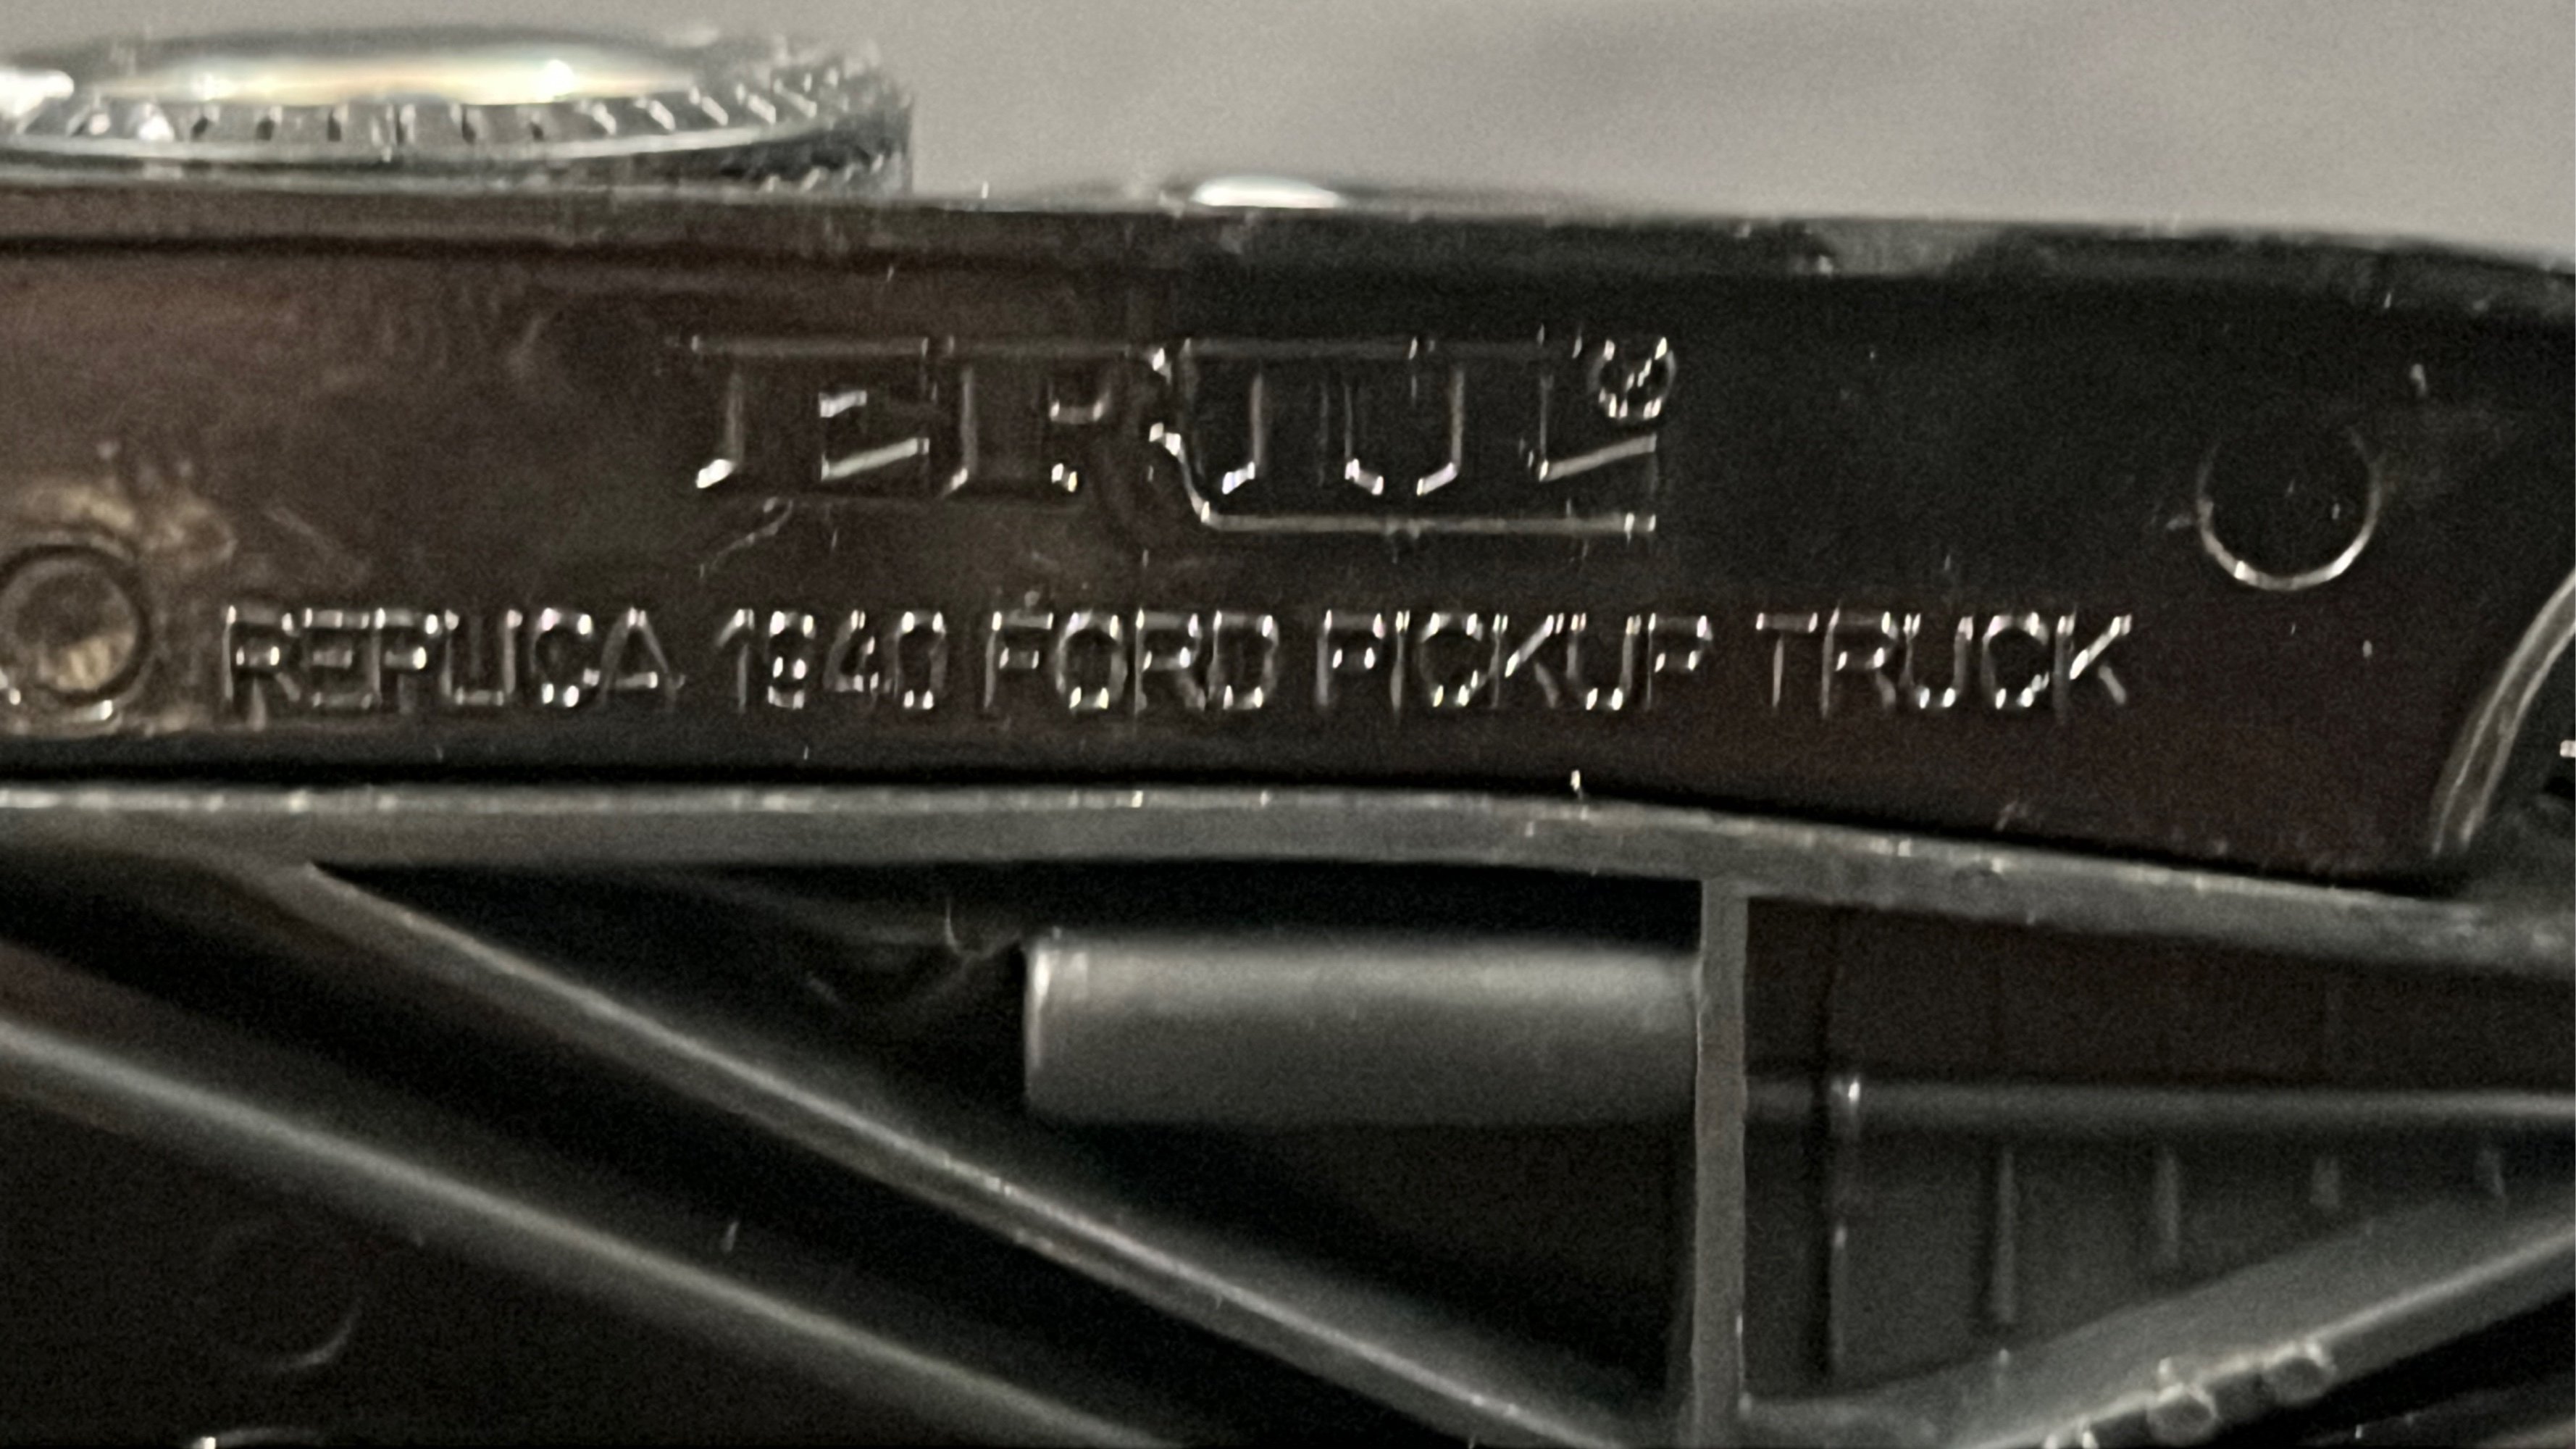 ERTL®
REPLICA 1940 FORD PICKUP TRUCK